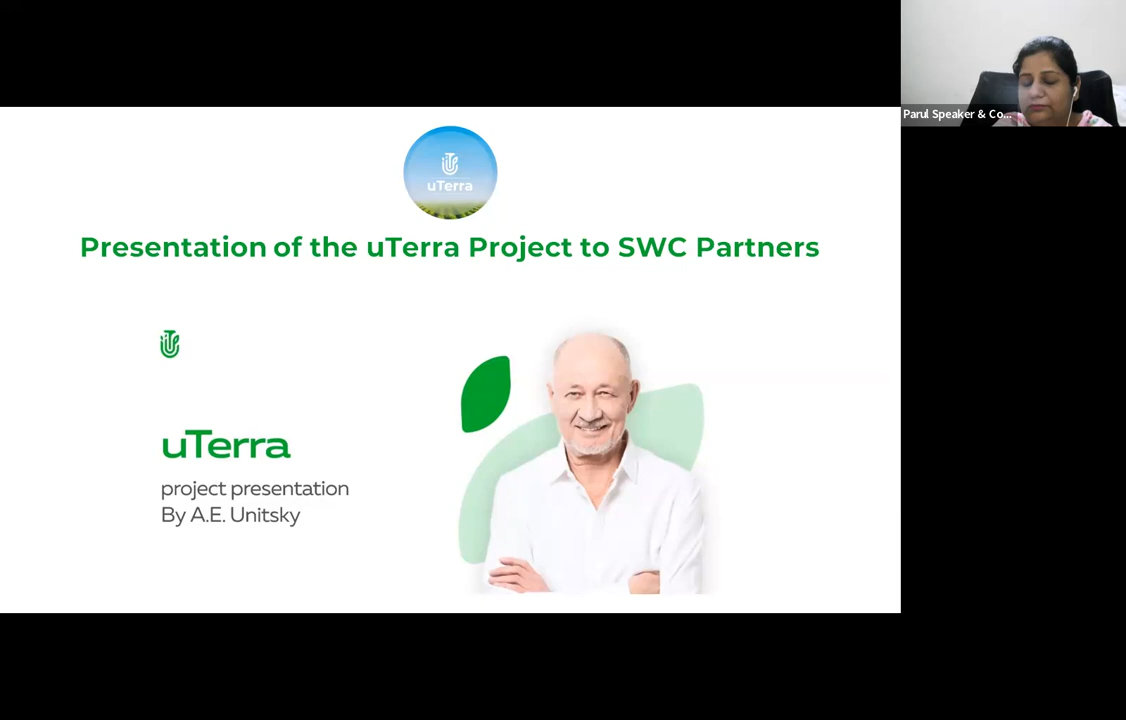 Parul Speaker & Co...
uTerra
Presentation of the uTerra Project to SWC Partners
uTerra
project presentation
By A.E. Unitsky